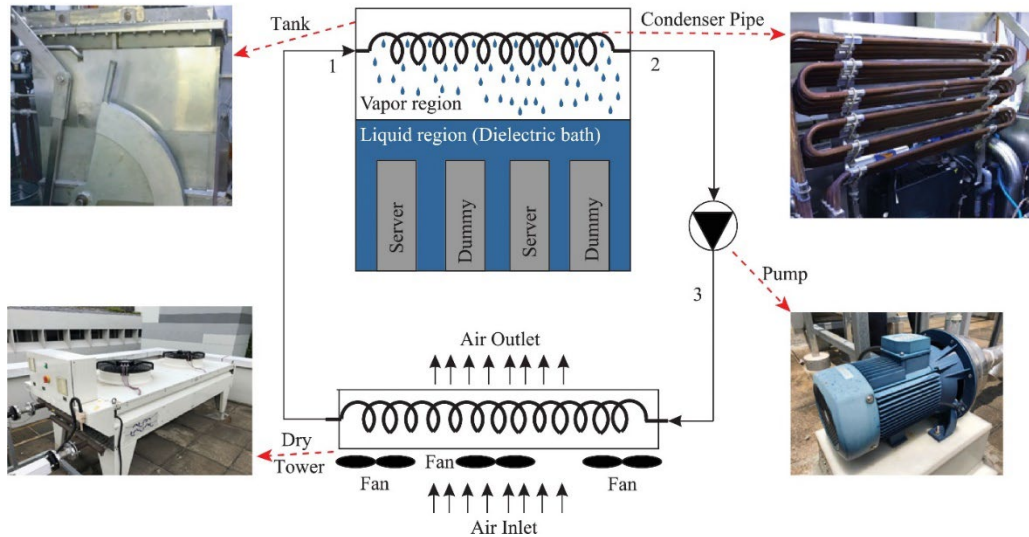 Tank
Condenser Pipe
1
2
Vapor region
Liquid region (Dielectric bath)
Server
Dummy
Server
Dummy
Pump
3
Air Outlet
Dry
Tower
Fan
Fan
Fan
Air Inlet